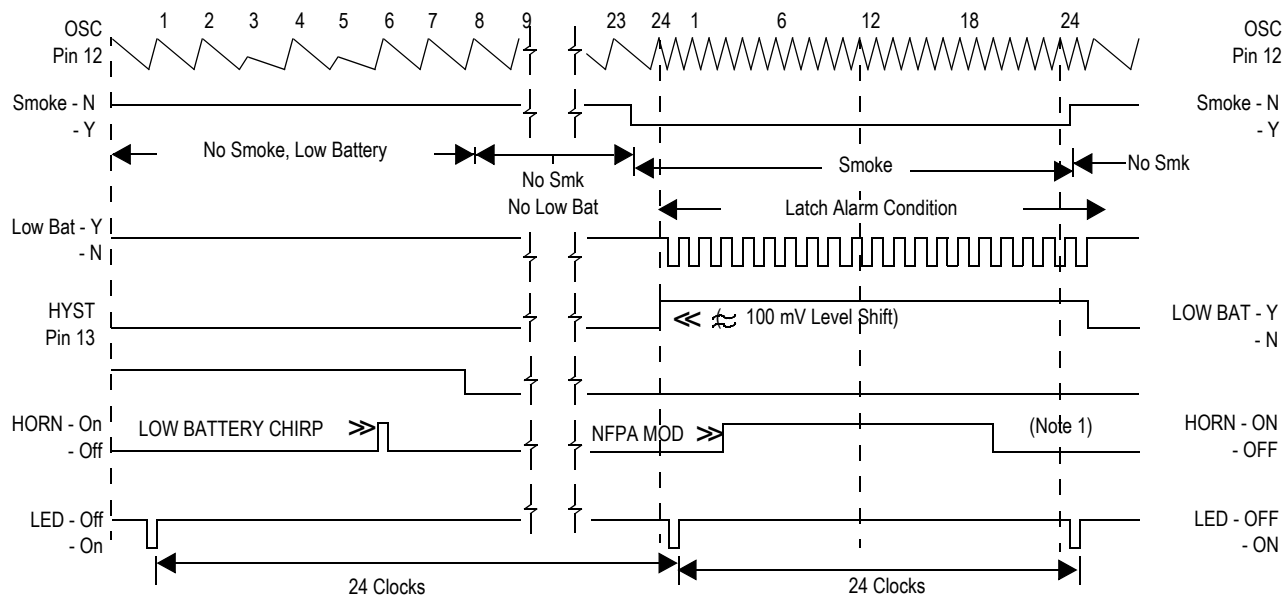 1 2 3 4 5 6 7 8 9 23 24 1 6 12 18 24
OSC
Pin 12
OSC
Pin 12
Smoke - N
- Y
Smoke - N
- Y
No Smoke, Low Battery
No Smk
No Low Bat
Smoke
No Smk
Latch Alarm Condition
Low Bat - Y
- N
HYST
Pin 13
100 mV Level Shift)
LOW BAT - Y
- N
HORN - On
- Off
LOW BATTERY CHIRP >>
NFPA MOD >>
(Note 1)
HORN - ON
- OFF
LED - Off
- On
LED - OFF
- ON
24 Clocks
24 Clocks